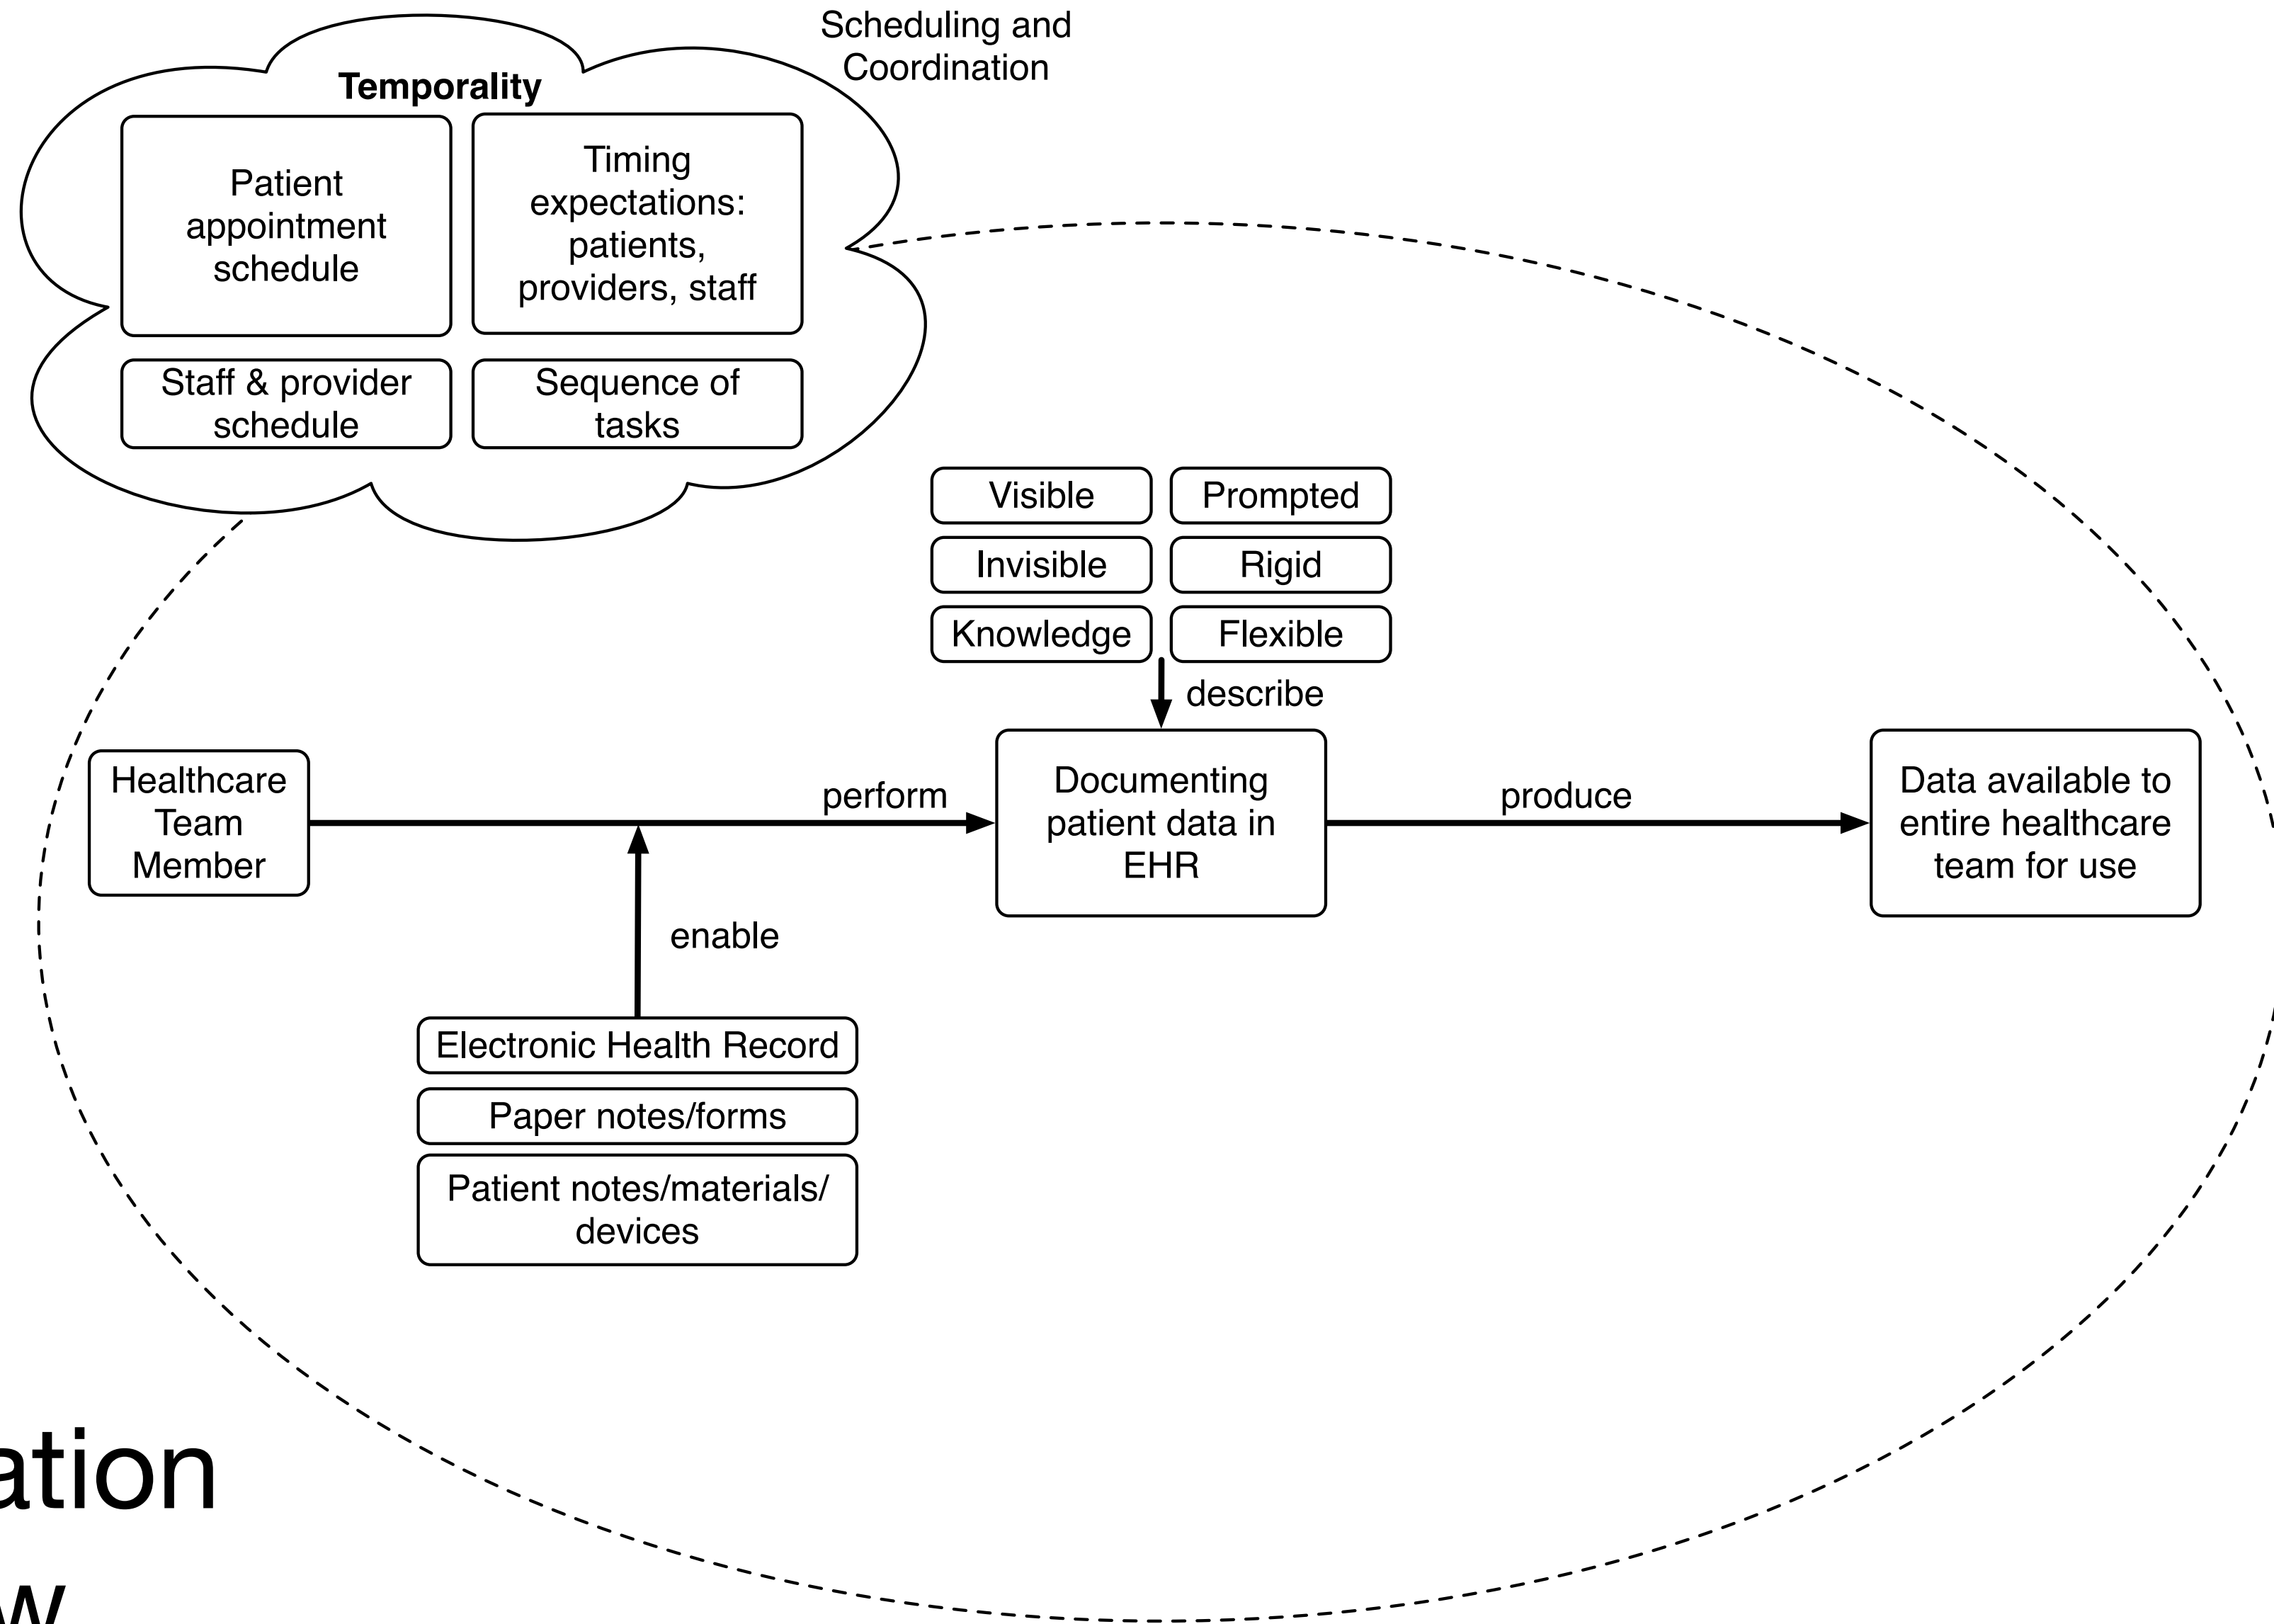 Scheduling and
Coordination
Temporality
Patient
appointment
schedule
Timing
expectations:
patients,
providers, staff
Staff & provider
schedule
Sequence of
tasks
Visible
Prompted
Invisible
Rigid
Knowledge
Flexible
describe
Healthcare
Team
Member
perform
Documenting
patient data in
EHR
produce
Data available to
entire healthcare
team for use
enable
Electronic Health Record
Paper notes/forms
Patient notes/materials/
devices